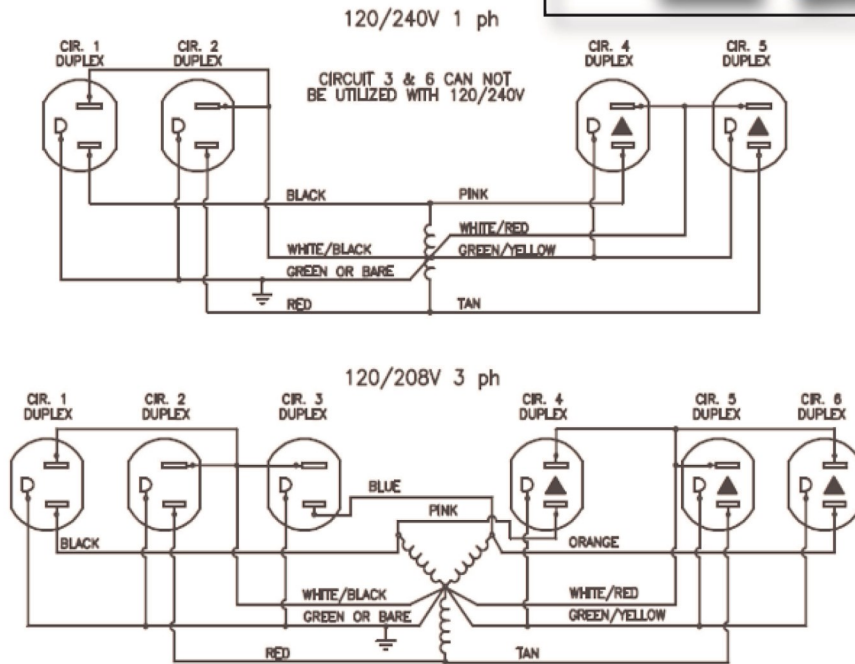 120/240V 1 ph
CIR. 1
DUPLEX
CIR. 2
DUPLEX
CIR. 4
DUPLEX
CIR. 5
DUPLEX
CIRCUIT 3 & 6 CAN NOT
BE UTILIZED WITH 120/240V
BLACK
PINK
WHITE/RED
WHITE/BLACK
GREEN/YELLOW
GREEN OR BARE
RED
TAN
120/208V 3 ph
CIR. 1
DUPLEX
CIR. 2
DUPLEX
CIR. 3
DUPLEX
CIR. 4
DUPLEX
CIR. 5
DUPLEX
CIR. 6
DUPLEX
BLUE
PINK
BLACK
ORANGE
WHITE/BLACK
WHITE/RED
GREEN OR BARE
GREEN/YELLOW
RED
TAN